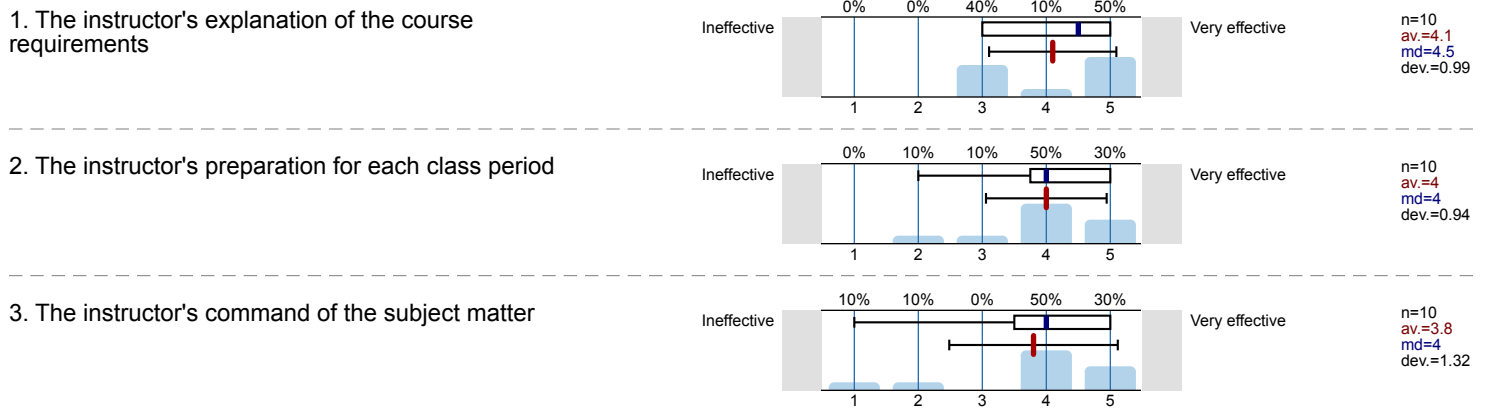 1. The instructor's explanation of the course
requirements
0% 0% 40% 10% 50%
Ineffective
Very effective
n=10
av.=4.1
md=4.5
dev.=0.99
1 2 3 4 5
2. The instructor's preparation for each class period
0% 10% 10% 50% 30%
Ineffective
Very effective
n=10
av.=4
md=4
dev.=0.94
1 2 3 4 5
3. The instructor's command of the subject matter
10% 10% 0% 50% 30%
Ineffective
Very effective
n=10
av.=3.8
md=4
dev.=1.32
1 2 3 4 5